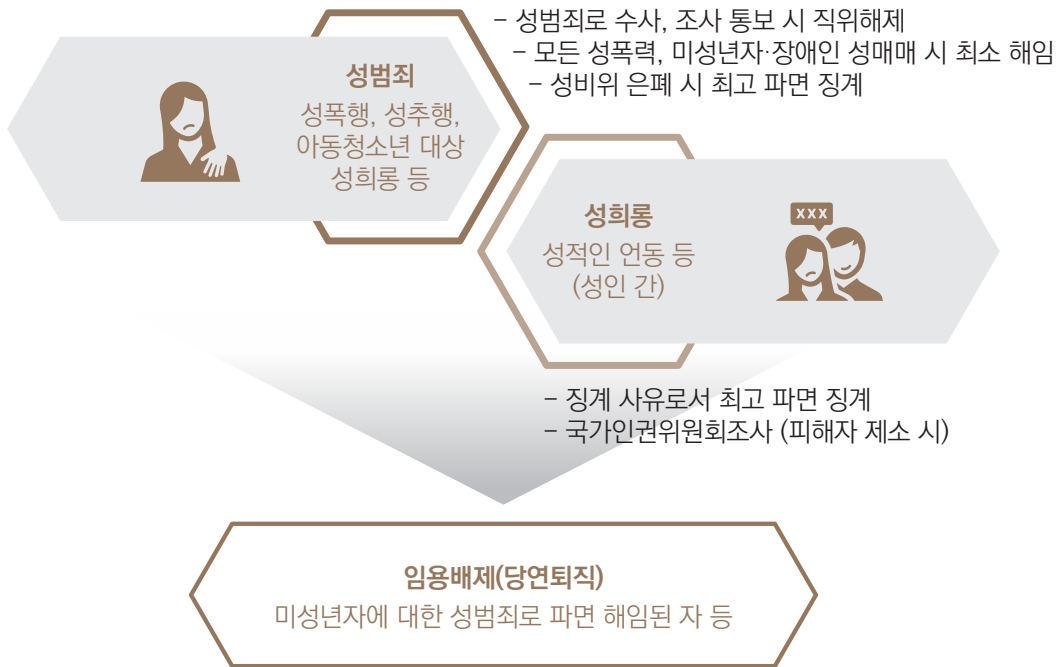 – 성범죄로 수사, 조사 통보 시 직위해제
– 모든 성폭력, 미성년자·장애인 성매매 시 최소 해임
– 성비위 은폐 시 최고 파면 징계
성범죄
성폭행, 성추행,
아동청소년 대상
성희롱 등
성희롱
성적인 언동 등
(성인 간)
XXX
– 징계 사유로서 최고 파면 징계
– 국가인권위원회조사 (피해자 제소 시)
임용배제(당연퇴직)
미성년자에 대한 성범죄로 파면 해임된 자 등